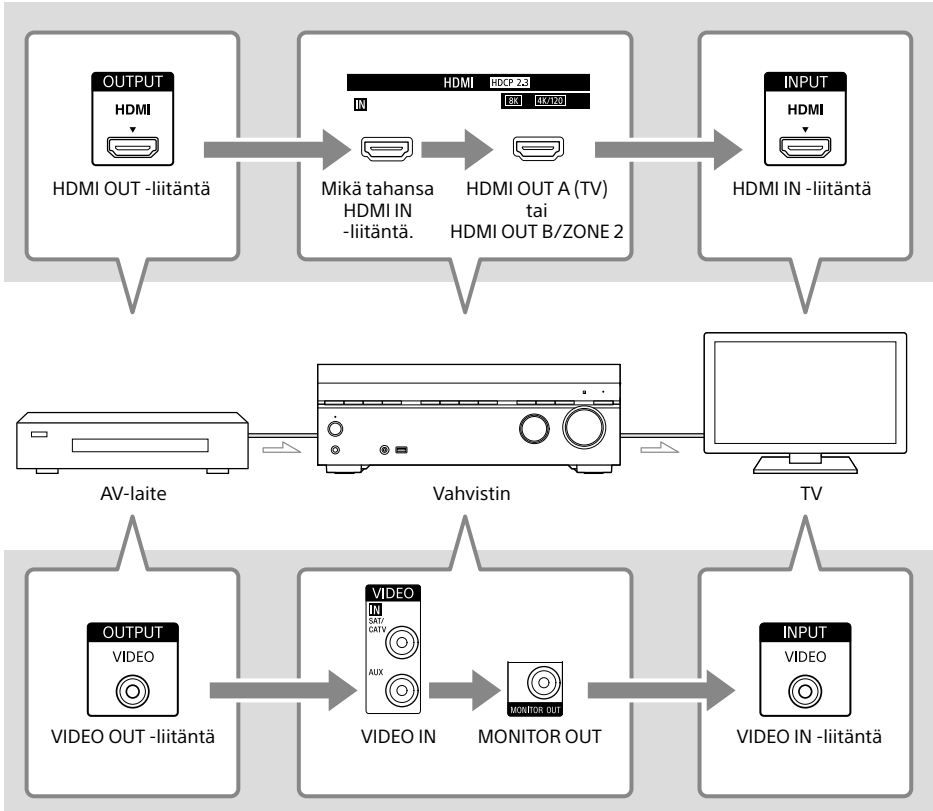 OUTPUT
HDMI
HDMI OUT -liitäntä
HDMI HDCP 2.3
IN 8K 4K/120
Mikä tahansa
HDMI IN
-liitäntä.
HDMI OUT A (TV)
tai
HDMI OUT B/ZONE 2
INPUT
HDMI
HDMI IN -liitäntä
AV-laite
Vahvistin
TV
OUTPUT
VIDEO
VIDEO OUT -liitäntä
VIDEO
IN
SAT/
CATV
AUX
VIDEO IN
MONITOR OUT
MONITOR OUT
INPUT
VIDEO
VIDEO IN -liitäntä